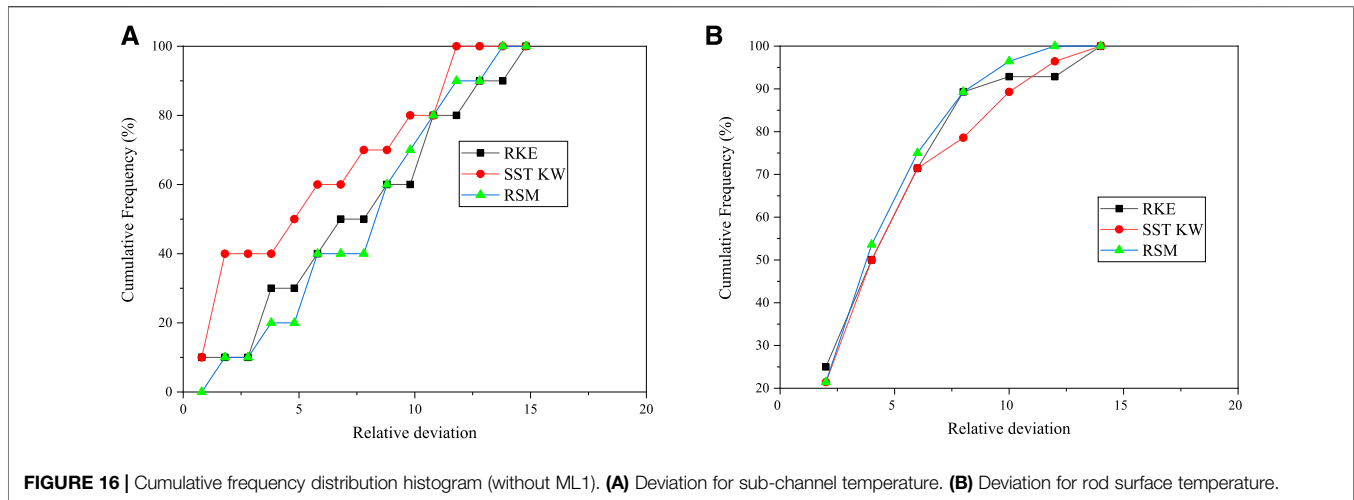 A
Cumulative Frequency (%)
100
80
60
40
20
0
RKE
SST KW
RSM
0 5 10 15 20
Relative deviation
B
Cumulative Frequency (%)
100
90
80
70
60
50
40
30
20
RKE
SST KW
RSM
0 5 10 15 20
Relative deviation
FIGURE 16 | Cumulative frequency distribution histogram (without ML1). (A) Deviation for sub-channel temperature. (B) Deviation for rod surface temperature.